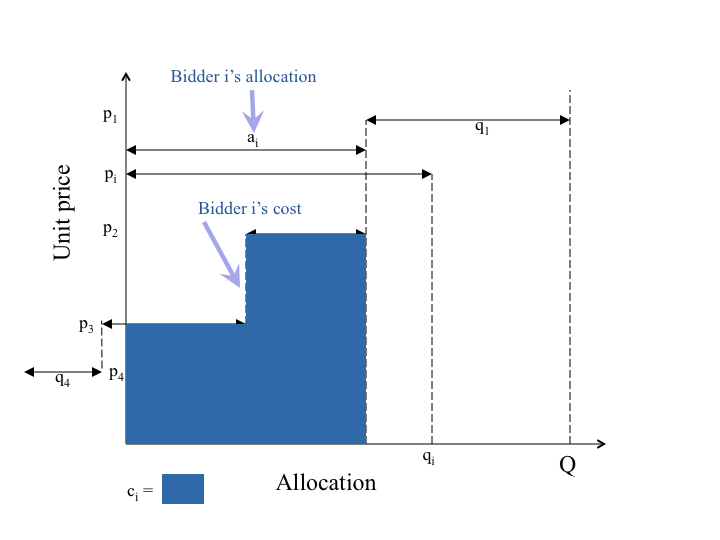 Bidder i’s allocation
p1
q1
ai
pi
Unit price
Bidder i’s cost
p2
p3
p4
q4
qi
Q
Allocation
ci =